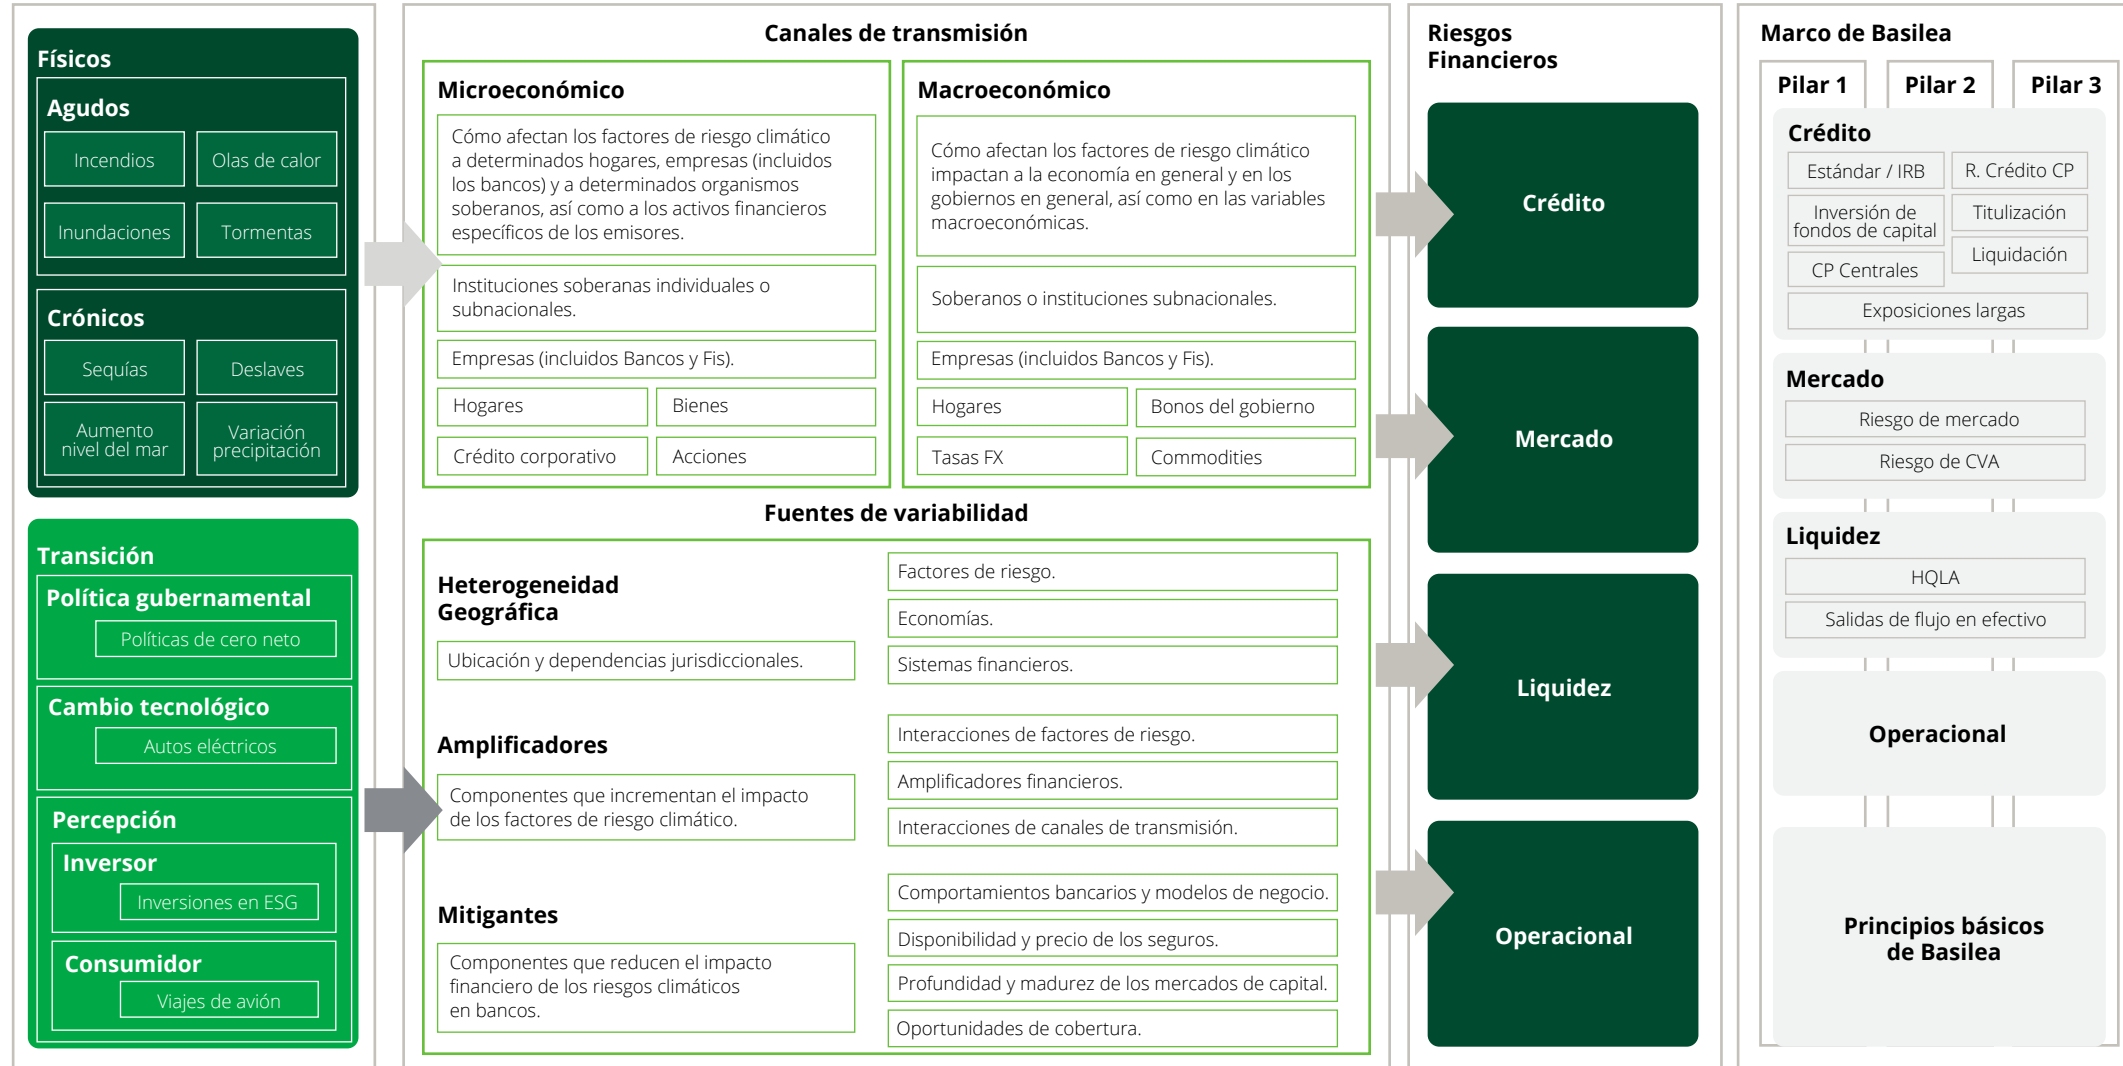 Físicos
Agudos
Incendios
Olas de calor
Inundaciones
Tormentas
Crónicos
Sequías
Deslaves
Aumento
nivel del mar
Variación
precipitación
Transición
Política gubernamental
Políticas de cero neto
Cambio tecnológico
Autos eléctricos
Percepción
Inversor
Inversiones en ESG
Consumidor
Viajes de avión
Canales de transmisión
Microeconómico
Cómo afectan los factores de riesgo climático
a determinados hogares, empresas (incluidos
los bancos) y a determinados organismos
soberanos, así como a los activos financieros
específicos de los emisores.
Instituciones soberanas individuales o
subnacionales.
Empresas (incluidos Bancos y Fis).
Hogares
Bienes
Crédito corporativo
Acciones
Macroeconómico
Cómo afectan los factores de riesgo climático
impactan a la economía en general y en los
gobiernos en general, así como en las variables
macroeconómicas.
Soberanos o instituciones subnacionales.
Empresas (incluidos Bancos y Fis).
Hogares
Bonos del gobierno
Tasas FX
Commodities
Fuentes de variabilidad
Heterogeneidad
Geográfica
Ubicación y dependencias jurisdiccionales.
Factores de riesgo.
Economías.
Sistemas financieros.
Amplificadores
Componentes que incrementan el impacto
de los factores de riesgo climático.
Interacciones de factores de riesgo.
Amplificadores financieros.
Interacciones de canales de transmisión.
Mitigantes
Componentes que reducen el impacto
financiero de los riesgos climáticos
en bancos.
Comportamientos bancarios y modelos de negocio.
Disponibilidad y precio de los seguros.
Profundidad y madurez de los mercados de capital.
Oportunidades de cobertura.
Riesgos
Financieros
Crédito
Mercado
Liquidez
Operacional
Marco de Basilea
Pilar 1
Pilar 2
Pilar 3
Crédito
Estándar / IRB
R. Crédito CP
Inversión de
fondos de capital
Titulización
CP Centrales
Liquidación
Exposiciones largas
Mercado
Riesgo de mercado
Riesgo de CVA
Liquidez
HQLA
Salidas de flujo en efectivo
Operacional
Principios básicos
de Basilea